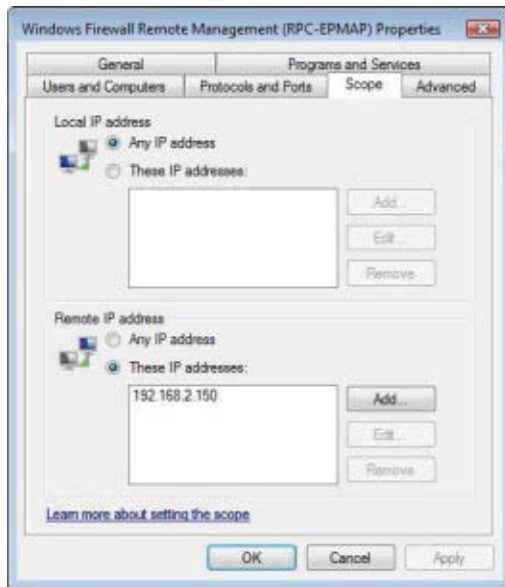 Windows Firewall Remote Management (RPC-EPMAP) Properties
General
Programs and Services
Users and Computers
Protocols and Ports
Scope
Advanced
Local IP address
Any IP address
These IP addresses:
Add...
Edit...
Remove
Remote IP address
Any IP address
These IP addresses:
192.168.2.150
Add...
Edit...
Remove
Learn more about setting the scope
OK
Cancel
Apply